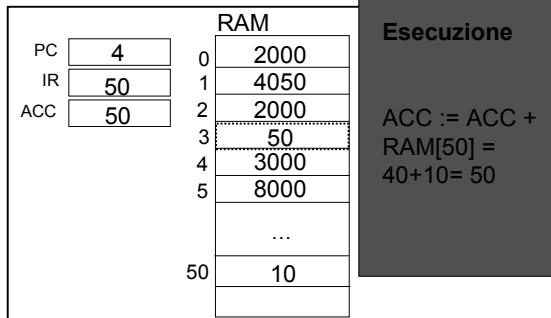 RAM
PC 4
IR 50
ACC 50
0 2000
1 4050
2 2000
3 50
4 3000
5 8000
...
50 10
Esecuzione
ACC := ACC +
RAM[50] =
40+10= 50